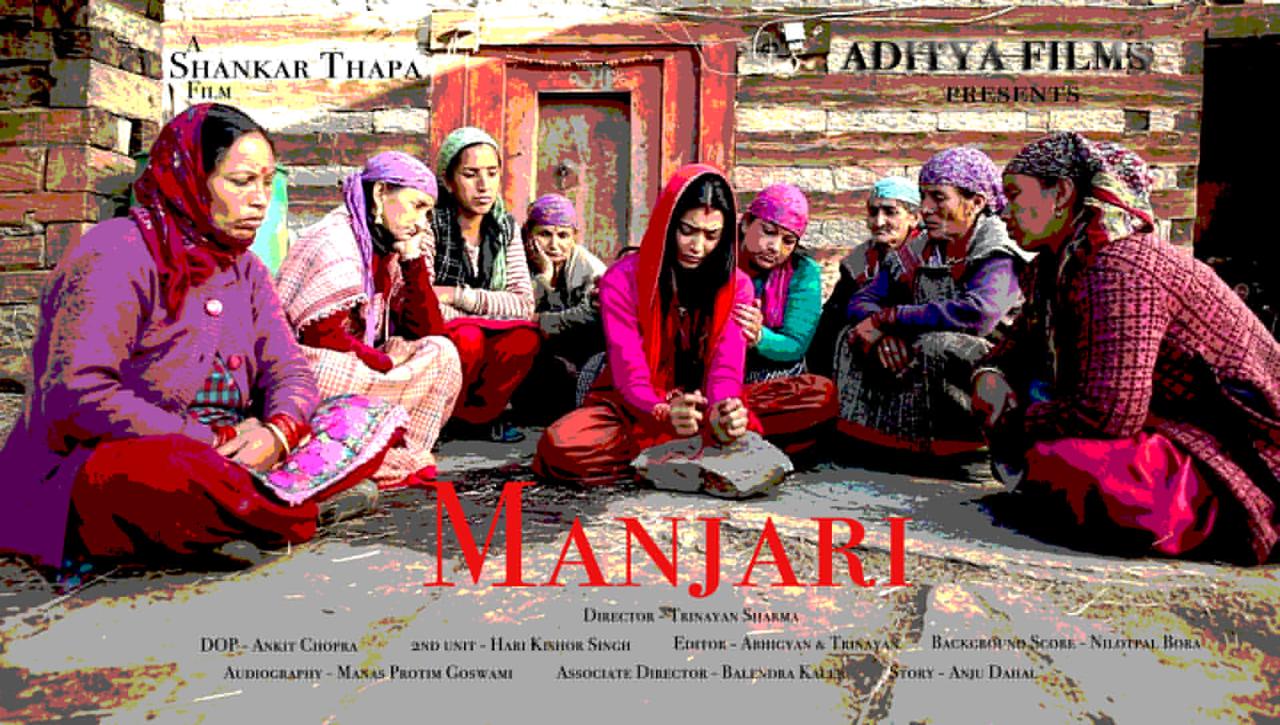 A
SHANKAR THAPA
FILM
ADITYA FILMS
PRESENTS
MANJARI
DIRECTOR - TRINAYAN SHARMA
DOP - ANKIT CHOPRA 2ND UNIT - HARI KISHOR SINGH EDITOR - ABHIGYAN & TRINAYAN BACKGROUND SCORE - NILOTPAL BORA
AUDIOGRAPHY - MANAS PROTIM GOSWAMI ASSOCIATE DIRECTOR - BALENDRA STORY - ANJU DAHAL